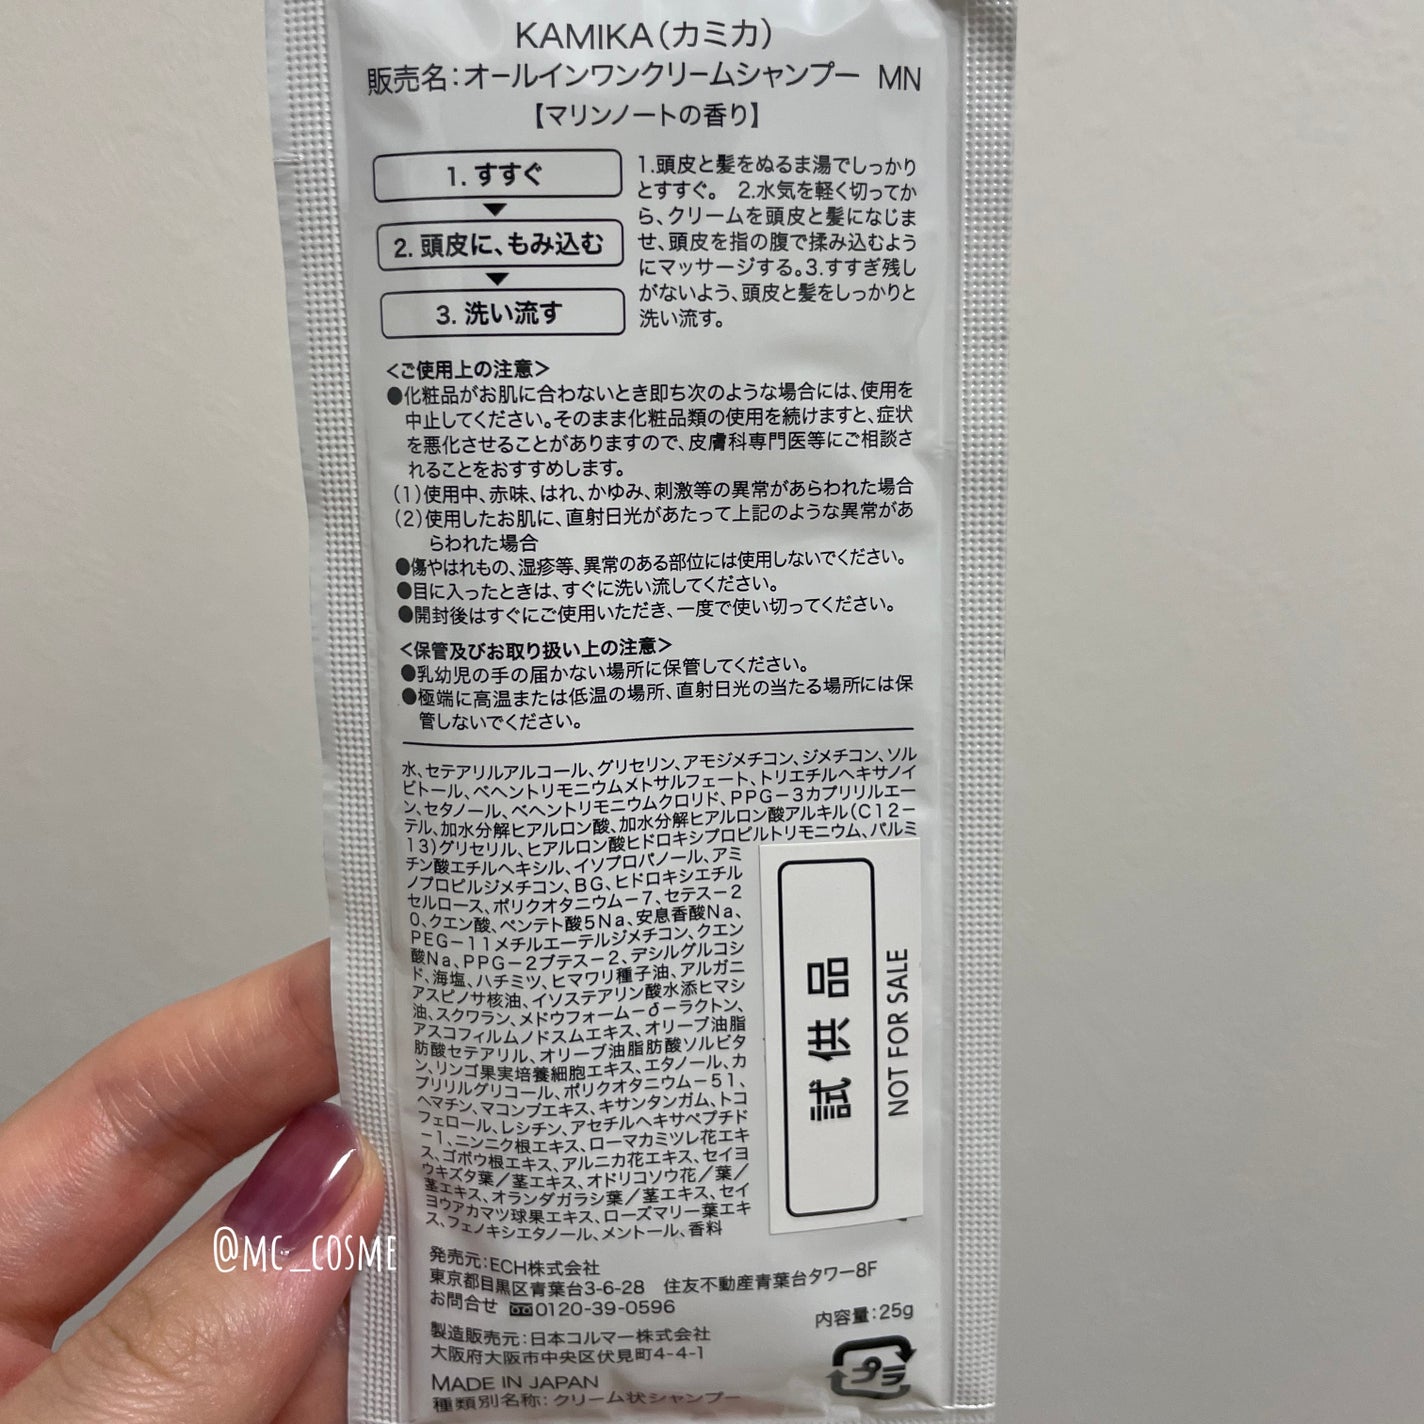 KAMIKA（カミカ）
販売名：オールインワンクリームシャンプー MN
【マリンノートの香り】
1. すすぐ
2. 頭皮に、もみ込む
3. 洗い流す
1.頭皮と髪をぬるま湯でしっかり
とすすぐ。 2.水気を軽く切ってか
ら、クリームを頭皮と髪になじま
せ、頭皮を指の腹で揉み込むよう
にマッサージする。3.すすぎ残し
がないよう、頭皮と髪をしっかりと
洗い流す。
＜ご使用上の注意＞
●化粧品がお肌に合わないとき即ち次のような場合には、使用を
中止してください。そのまま化粧品類の使用を続けますと、症状
を悪化させることがありますので、皮膚科専門医等にご相談さ
れることをおすすめします。
（1）使用中、赤味、はれ、かゆみ、刺激等の異常があらわれた場合
（2）使用したお肌に、直射日光があたって上記のような異常があ
らわれた場合
●傷やはれもの、湿疹等、異常のある部位には使用しないでください。
●目に入ったときは、すぐに洗い流してください。
●開封後はすぐにご使用いただき、一度で使い切ってください。
＜保管及びお取り扱い上の注意＞
●乳幼児の手の届かない場所に保管してください。
●極端に高温または低温の場所、直射日光の当たる場所には保
管しないでください。
水、セテアリルアルコール、グリセリン、アモジメチコン、ジメチコン、ソル
ビトール、ベヘントリモニウムメトサルフェート、トリエチルヘキサノイ
ン、セタノール、ベヘントリモニウムクロリド、PPG－3カプリリルエー
テル、加水分解ヒアルロン酸、加水分解ヒアルロン酸アルキル（C12－
13）グリセリル、ヒアルロン酸ヒドロキシプロピルトリモニウム、パルミ
チン酸エチルヘキシル、イソプロパノール、アミ
ノプロピルジメチコン、BG、ヒドロキシエチル
セルロース、ポリクオタニウム－7、セテス－2
0、クエン酸、ペンテト酸5Na、安息香酸Na、
PEG－11メチルエーテルジメチコン、クエン
酸Na、PPG－2ブテス－2、デシルグルコシ
ド、海塩、ハチミツ、ヒマワリ種子油、アルガニ
アスピノサ核油、イソステアリン酸水添ヒマシ
油、スクワラン、メドウフォーム－δ－ラクトン、
アスコフィルムノドスムエキス、オリーブ油脂
肪酸セテアリル、オリーブ油脂肪酸ソルビタ
ン、リンゴ果実培養細胞エキス、エタノール、カ
プリリルグリコール、ポリクオタニウム－51、
ヘマチン、マコンブエキス、キサンタンガム、トコ
フェロール、レシチン、アセチルヘキサペプチド
－1、ニンニク根エキス、ローマカミツレ花エキ
ス、ゴボウ根エキス、アルニカ花エキス、セイヨ
ウキズタ葉／茎エキス、オドリコソウ花／葉／
茎エキス、オランダガラシ葉／茎エキス、セイ
ヨウアカマツ球果エキス、ローズマリー葉エキ
ス、フェノキシエタノール、メントール、香料
試供品
NOT FOR SALE
発売元：ECH株式会社
東京都目黒区青葉台3-6-28 住友不動産青葉台タワー8F
お問合せ 0120-39-0596
内容量：25g
製造販売元：日本コルマー株式会社
大阪府大阪市中央区伏見町4-4-1
MADE IN JAPAN
種類別名称：クリーム状シャンプー
プラ
@MC_COSME